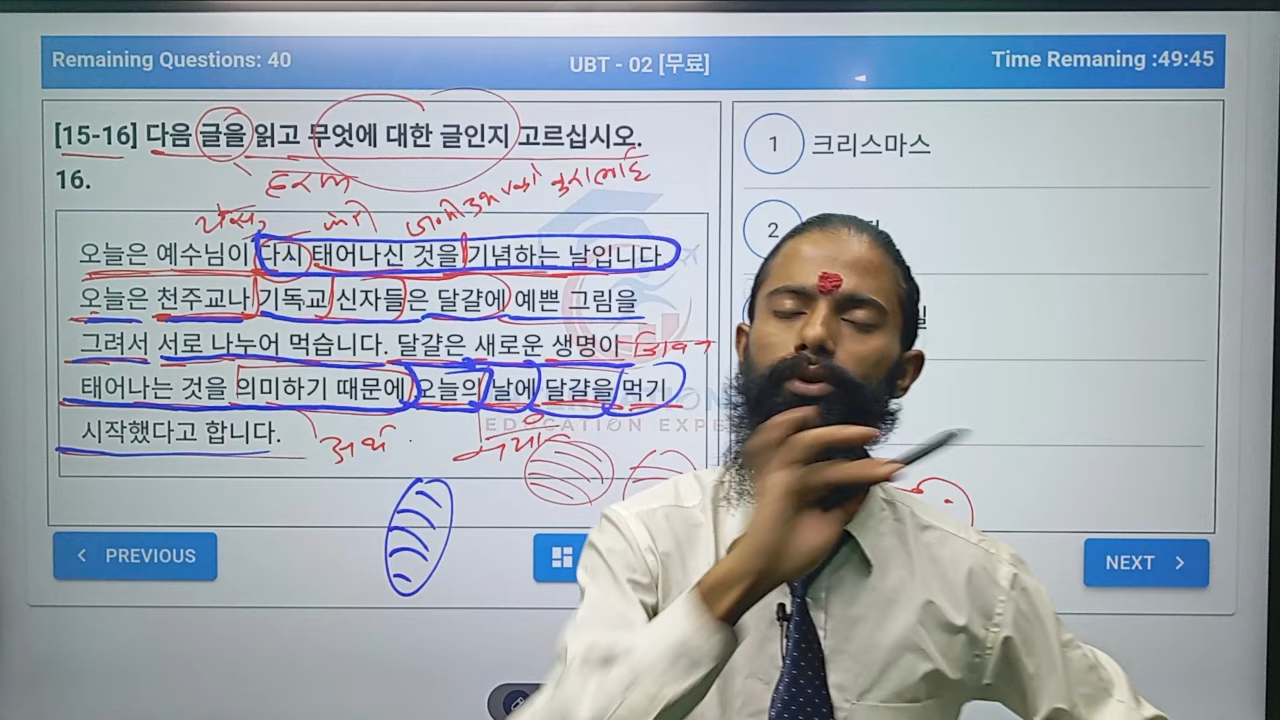 Remaining Questions: 40
UBT - 02 [무료]
Time Remaning :49:45
[15-16] 다음 글을 읽고 무엇에 대한 글인지 고르십시오.
16.
오늘은 예수님이 다시 태어나신 것을 기념하는 날입니다.
오늘은 천주교나 기독교 신자들은 달걀에 예쁜 그림을
그려서 서로 나누어 먹습니다. 달걀은 새로운 생명이
태어나는 것을 의미하기 때문에 오늘의 날에 달걀을 먹기
시작했다고 합니다.
अर्थ
1 크리스마스
2
EDUCATION EXPE
PREVIOUS
NEXT